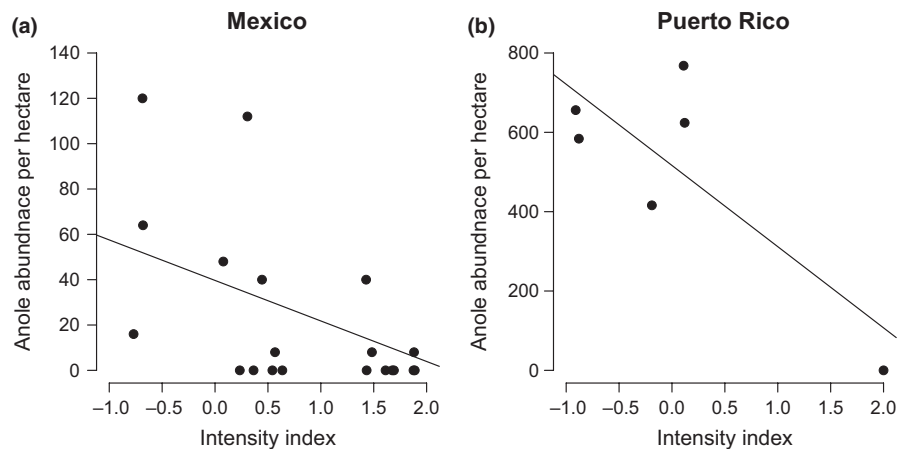 (a) Mexico
140
120
100
80
60
40
20
0
Anole abundnace per hectare
–1.0 –0.5 0.0 0.5 1.0 1.5 2.0
Intensity index
(b) Puerto Rico
800
600
400
200
0
Anole abundnace per hectare
–1.0 –0.5 0.0 0.5 1.0 1.5 2.0
Intensity index